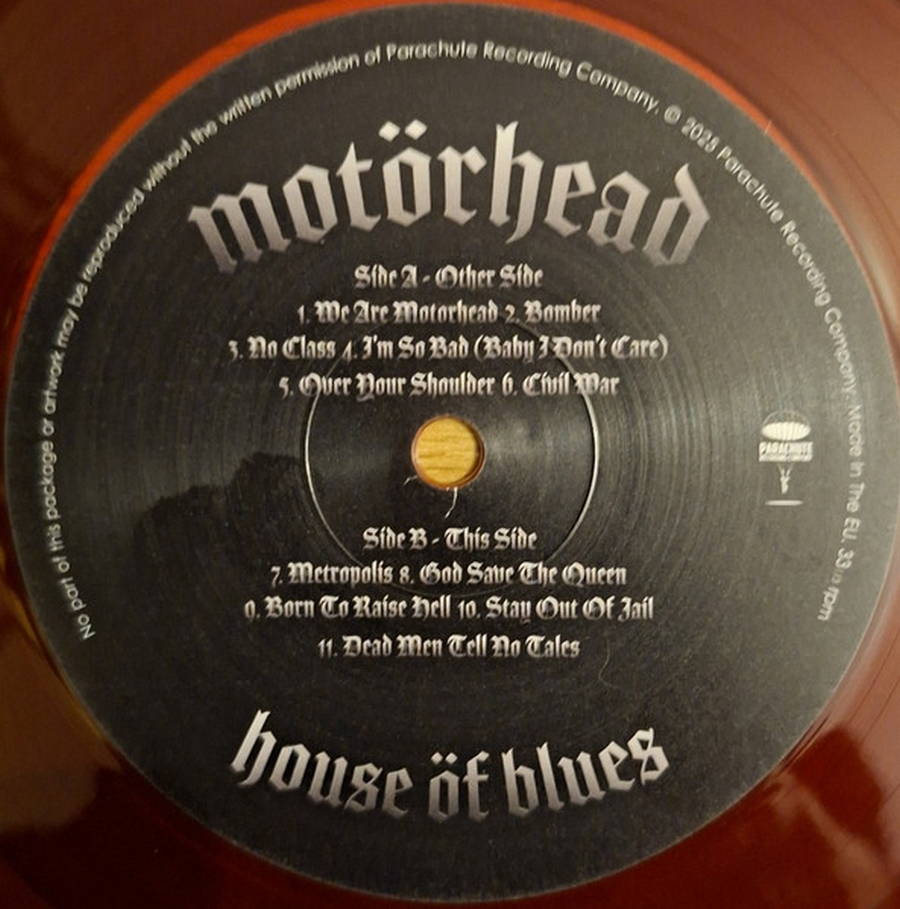 No part of this package or artwork may be reproduced without the written permission of Parachute Recording Company. © 2025 Parachute Recording Company. Made In The EU. 33 1/3 rpm
motörhead
Side A - Other Side
1. We Are Motorhead 2. Bomber
3. No Class 4. I'm So Bad (Baby I Don't Care)
5. Over Your Shoulder 6. Civil War
PARACHUTE
Side B - This Side
7. Metropolis 8. God Save The Queen
9. Born To Raise Hell 10. Stay Out Of Jail
11. Dead Men Tell No Tales
house öf blues